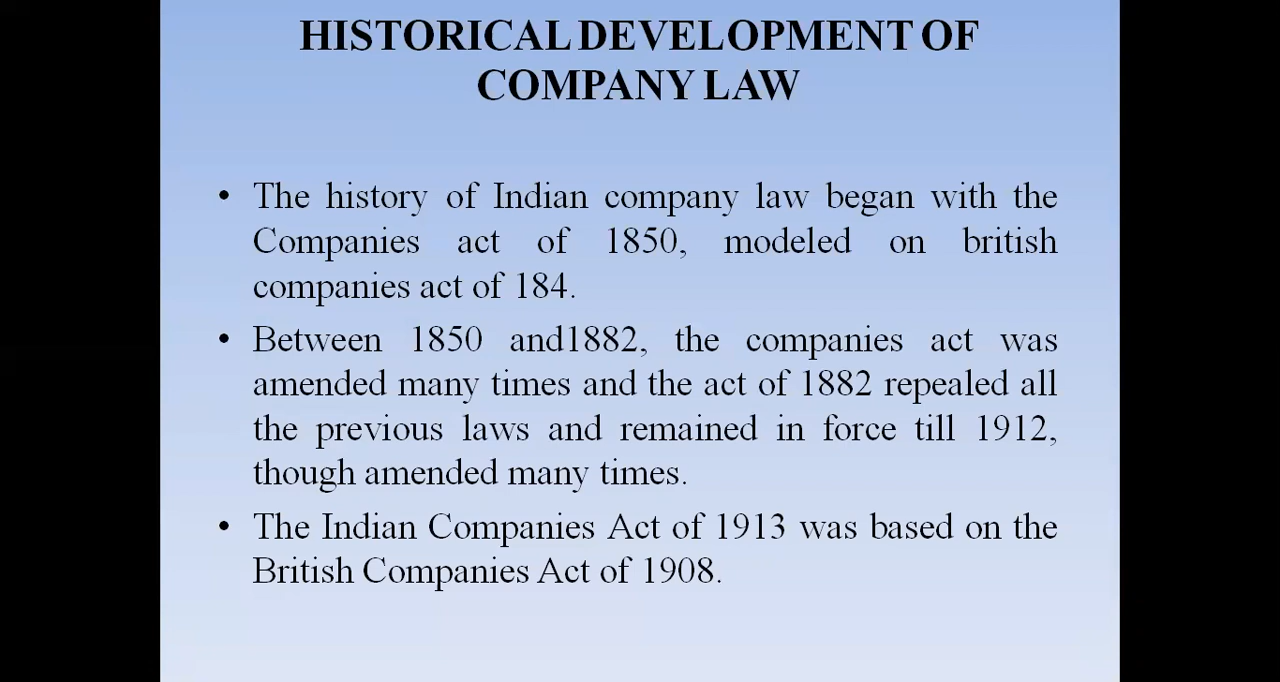 HISTORICAL DEVELOPMENT OF
COMPANY LAW
• The history of Indian company law began with the
Companies act of 1850, modeled on british
companies act of 184.
• Between 1850 and1882, the companies act was
amended many times and the act of 1882 repealed all
the previous laws and remained in force till 1912,
though amended many times.
• The Indian Companies Act of 1913 was based on the
British Companies Act of 1908.